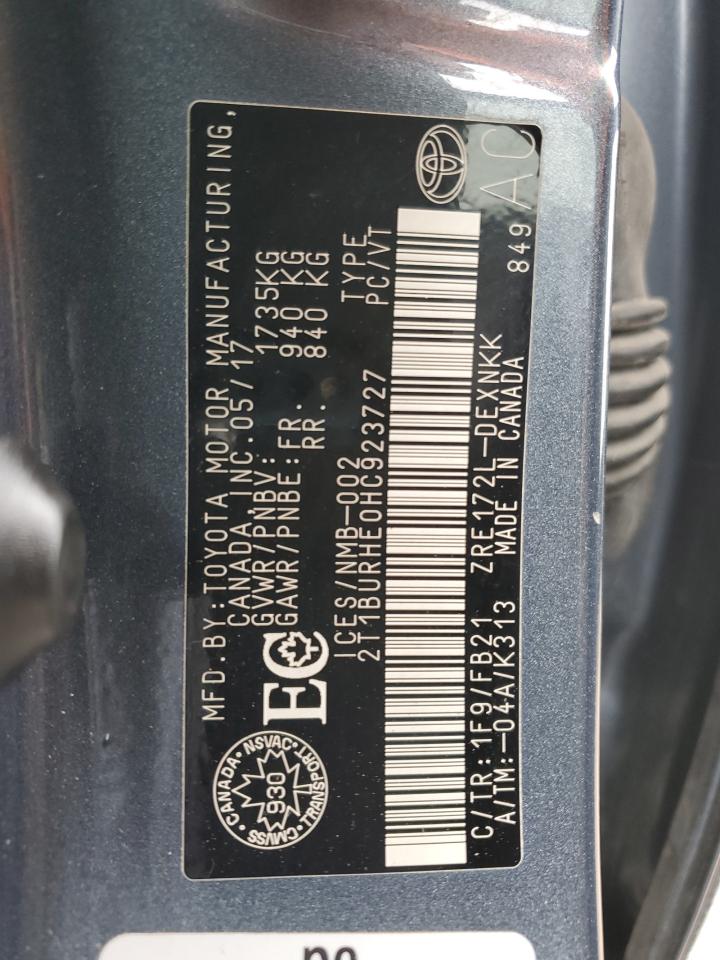 MFD.BY:TOYOTA MOTOR MANUFACTURING,
CANADA,INC.05/17
GVWR/PNBV: 1735KG
GAWR/PNBE:FR. 940 KG
RR. 840 KG
EC
CANADA • NSVAC • TRANSPORT • CMVSS
930
ICES/NMB-002
TYPE
2T1BURHE0HC923727
PC/VT
C/TR:1F9/FB21 ZRE172L-DEXNKK
A/TM:-04A/K313 MADE IN CANADA
849 AC